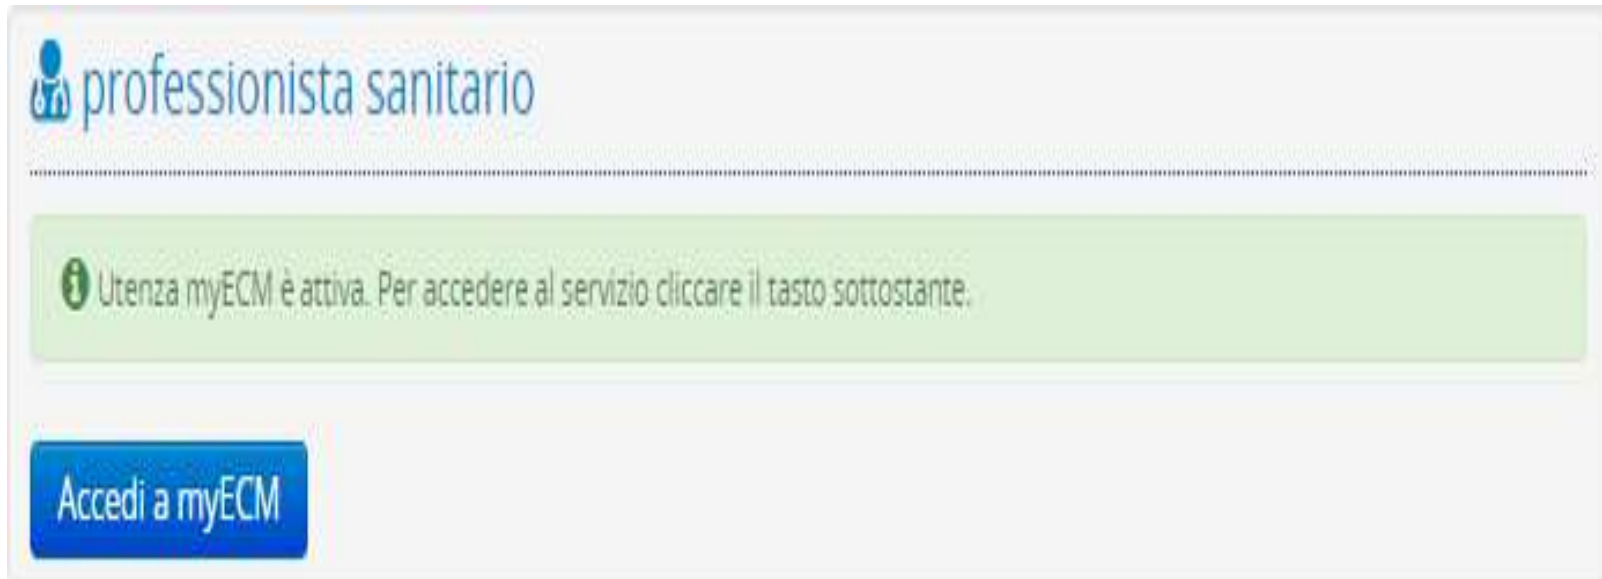 professionista sanitario
Utenza myECM è attiva. Per accedere al servizio cliccare il tasto sottostante.
Accedi a myECM